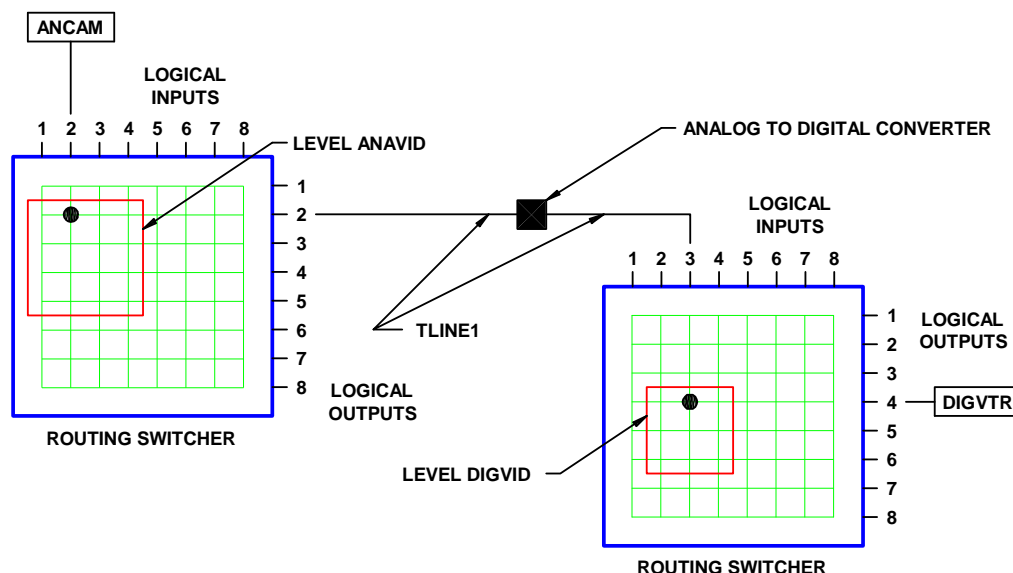 ANCAM
LOGICAL
INPUTS
1 2 3 4 5 6 7 8
LEVEL ANAVID
ANALOG TO DIGITAL CONVERTER
1
2
3
4
5
6
7
8
TLINE1
LOGICAL
OUTPUTS
ROUTING SWITCHER
LOGICAL
INPUTS
1 2 3 4 5 6 7 8
1
2
3
4
5
6
7
8
LOGICAL
OUTPUTS
DIGVTR
LEVEL DIGVID
ROUTING SWITCHER